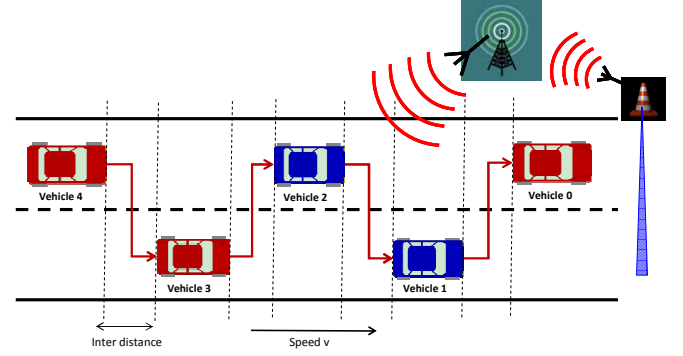 Vehicle 4
Vehicle 2
Vehicle 0
Vehicle 3
Vehicle 1
Inter distance
Speed v